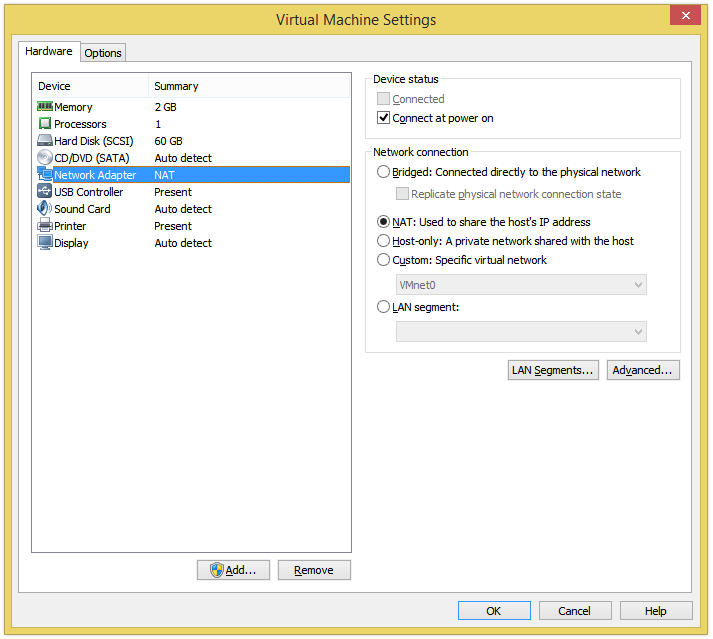 Virtual Machine Settings
Hardware Options
Device Summary
Memory 2 GB
Processors 1
Hard Disk (SCSI) 60 GB
CD/DVD (SATA) Auto detect
Network Adapter NAT
USB Controller Present
Sound Card Auto detect
Printer Present
Display Auto detect
Add... Remove
Device status
Connected
Connect at power on
Network connection
Bridged: Connected directly to the physical network
Replicate physical network connection state
NAT: Used to share the host's IP address
Host-only: A private network shared with the host
Custom: Specific virtual network
VMnet0
LAN segment:
LAN Segments... Advanced...
OK Cancel Help